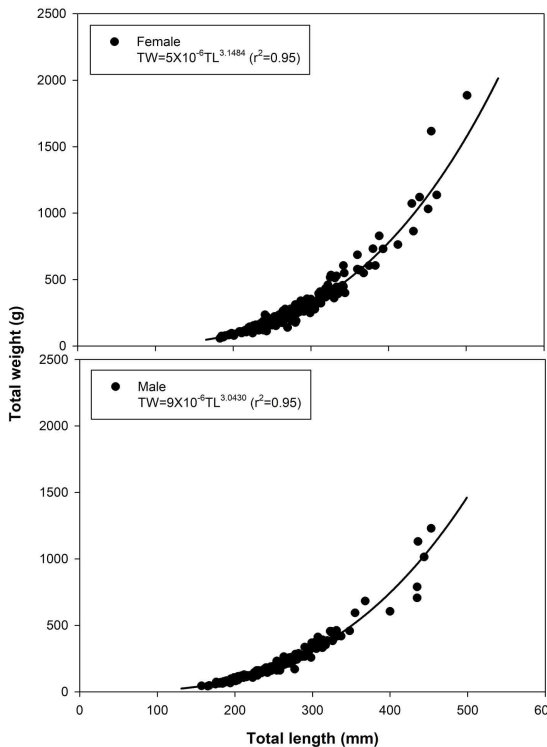 2500
Female
TW=5X10⁻⁶TL³·¹⁴⁸⁴ (r²=0.95)
2000
1500
1000
500
0
Total weight (g)
2500
Male
TW=9X10⁻⁶TL³·⁰⁴³⁰ (r²=0.95)
2000
1500
1000
500
0
0 100 200 300 400 500 60
Total length (mm)